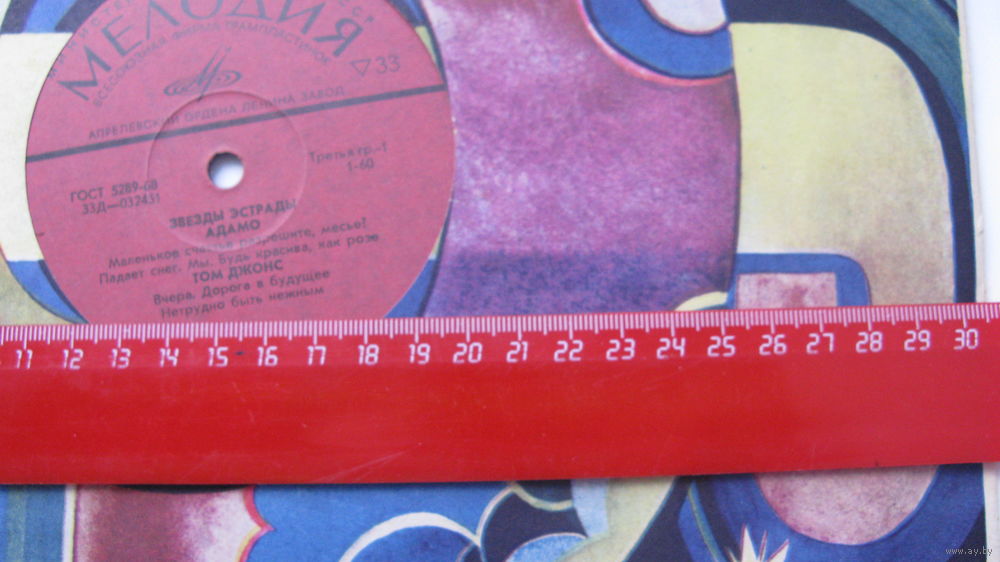 МЕЛОДИЯ
ВСЕСОЮЗНАЯ ФИРМА ГРАМПЛАСТИНОК
▽33
АПРЕЛЕВСКИЙ ОРДЕНА ЛЕНИНА ЗАВОД
ГОСТ 5289-68
33Д—032431
Третья гр.—1
1-60
ЗВЕЗДЫ ЭСТРАДЫ
АДАМО
Маленькое счастье. Разрешите, месье?
Падает снег. Мы. Будь красива, как роза
ТОМ ДЖОНС
Вчера. Дорога в будущее
Нетрудно быть нежным
11 12 13 14 15 16 17 18 19 20 21 22 23 24 25 26 27 28 29 30
www.ay.by